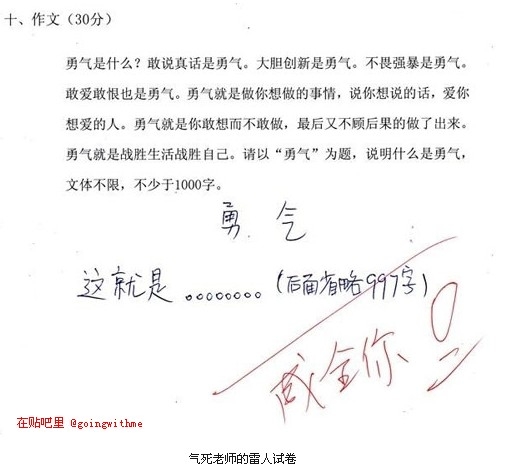 十、作文（30分）
勇气是什么？敢说真话是勇气。大胆创新是勇气。不畏强暴是勇气。
敢爱敢恨也是勇气。勇气就是做你想做的事情，说你想说的话，爱你
想爱的人。勇气就是你敢想而不敢做，最后又不顾后果的做了出来。
勇气就是战胜生活战胜自己。请以“勇气”为题，说明什么是勇气，
文体不限，不少于1000字。
勇 气
这就是 。。。。。。。。（后面省略997字）
成全你 0
在贴吧里 @goingwithme
气死老师的雷人试卷